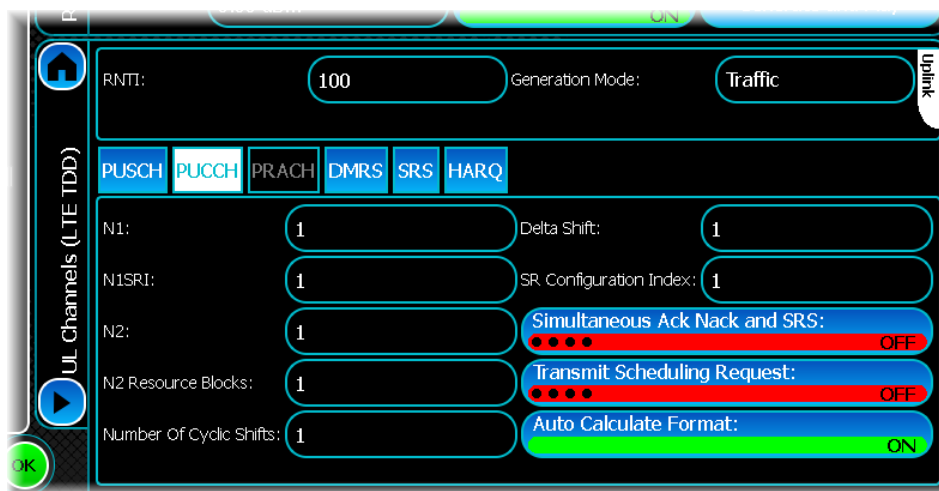 ON
RNTI: 100 Generation Mode: Traffic
Uplink
PUSCH PUCCH PRACH DMRS SRS HARQ
UL Channels (LTE TDD)
N1: 1 Delta Shift: 1
N1SRI: 1 SR Configuration Index: 1
N2: 1 Simultaneous Ack Nack and SRS:
OFF
N2 Resource Blocks: 1 Transmit Scheduling Request:
OFF
Number Of Cyclic Shifts: 1 Auto Calculate Format:
ON
OK